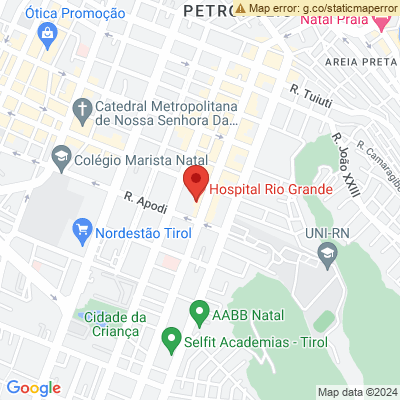 Map error: g.co/staticmaperror
PETRÓPOLIS
Natal Praia
Ótica Promoção
AREIA PRETA
R. Tuiuti
Catedral Metropolitana
de Nossa Senhora Da...
R. João XXIII
R. Camaragibe
Colégio Marista Natal
Hospital Rio Grande
R. Apodi
Nordestão Tirol
UNI-RN
AABB Natal
Cidade da
Criança
Selfit Academias - Tirol
Google
Map data ©2024